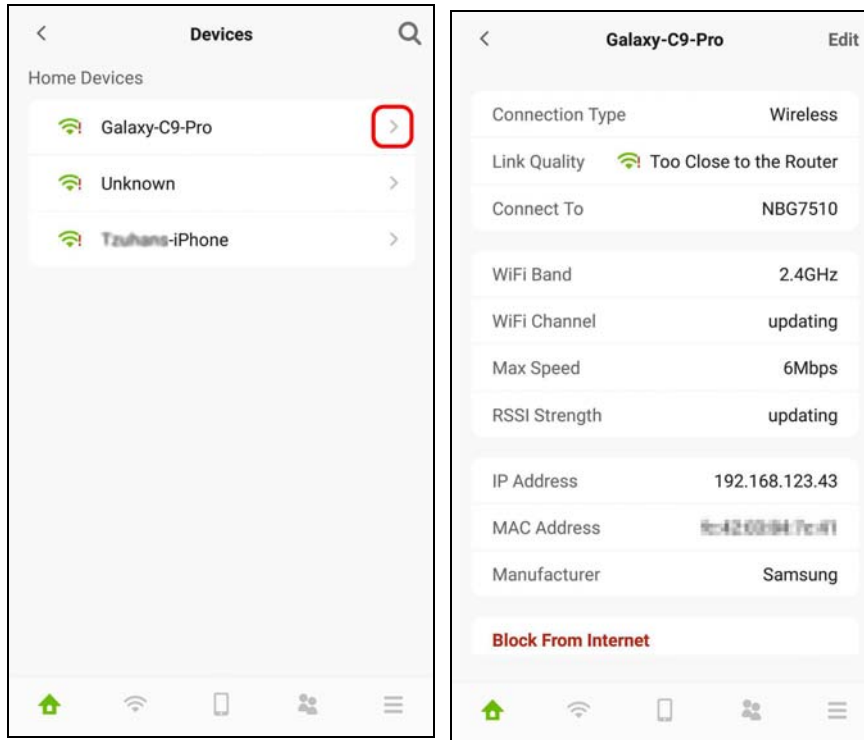 Devices
Home Devices
Galaxy-C9-Pro
Unknown
-iPhone
Galaxy-C9-Pro Edit
Connection Type Wireless
Link Quality Too Close to the Router
Connect To NBG7510
WiFi Band 2.4GHz
WiFi Channel updating
Max Speed 6Mbps
RSSI Strength updating
IP Address 192.168.123.43
MAC Address
Manufacturer Samsung
Block From Internet